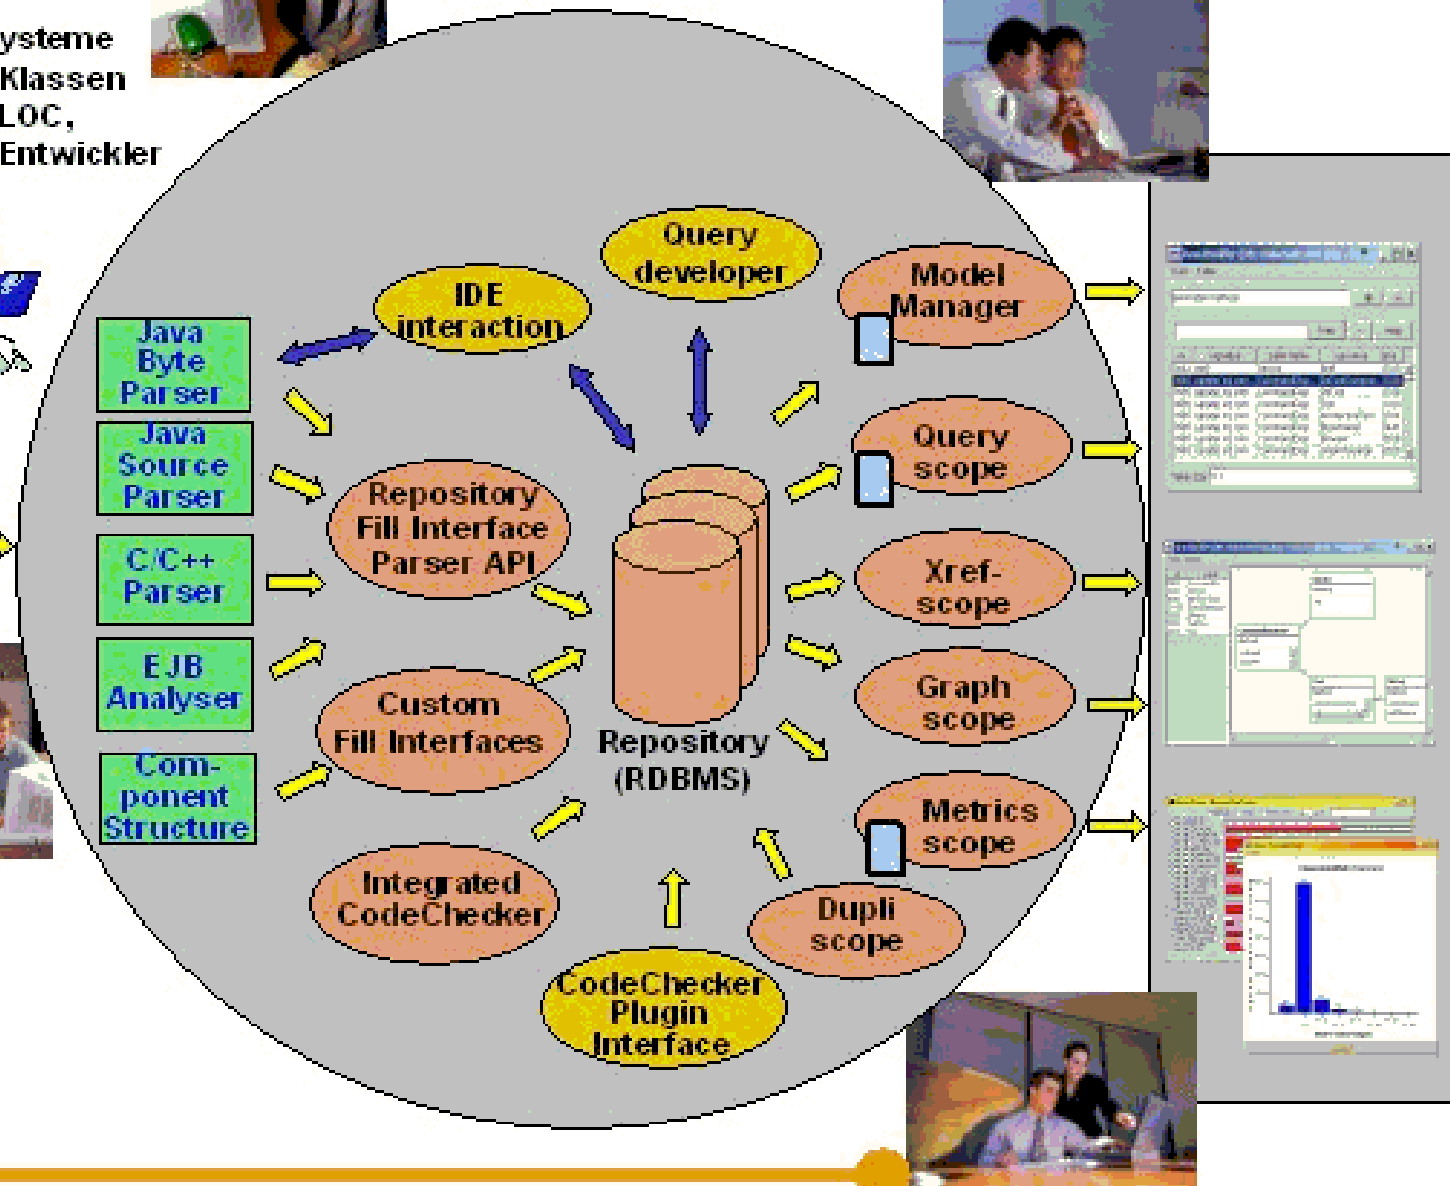 ysteme
Klassen
LOC,
Entwickler
Query
developer
IDE
interaction
Model
Manager
Java
Byte
Parser
Java
Source
Parser
C/C++
Parser
EJB
Analyser
Com-
ponent
Structure
Repository
Fill Interface
Parser API
Custom
Fill Interfaces
Integrated
CodeChecker
Repository
(RDBMS)
Query
scope
Xref-
scope
Graph
scope
Metrics
scope
Dupli
scope
CodeChecker
Plugin
Interface